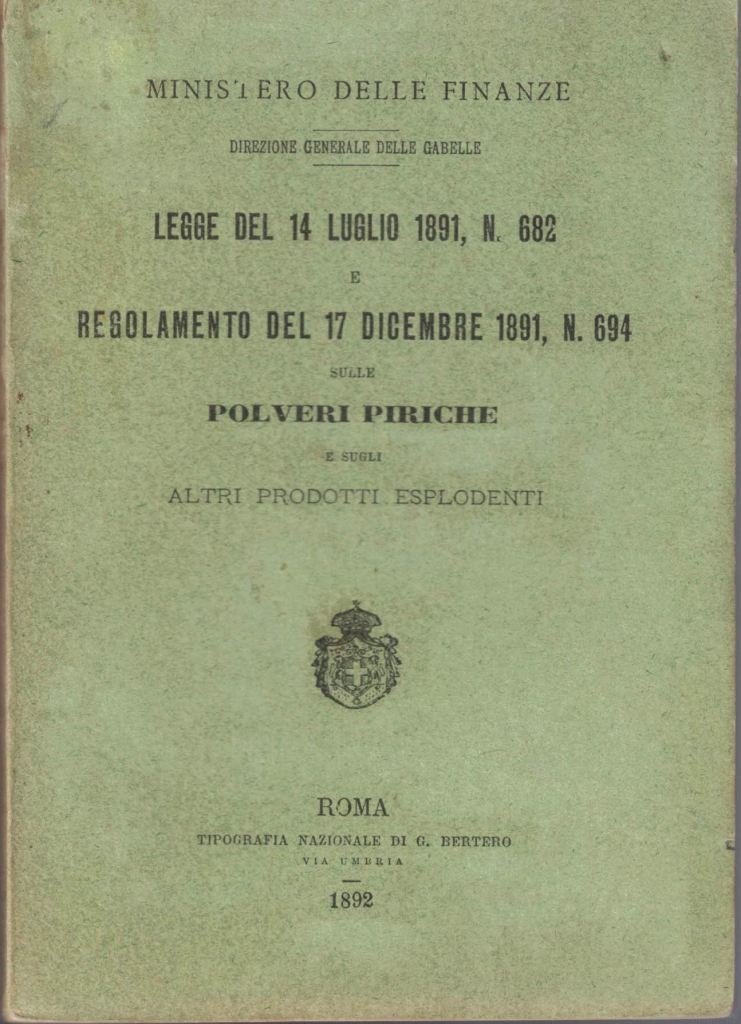 MINISTERO DELLE FINANZE
DIREZIONE GENERALE DELLE GABELLE
LEGGE DEL 14 LUGLIO 1891, N. 682
E
REGOLAMENTO DEL 17 DICEMBRE 1891, N. 694
SULLE
POLVERI PIRICHE
E SUGLI
ALTRI PRODOTTI ESPLODENTI
ROMA
TIPOGRAFIA NAZIONALE DI G. BERTERO
VIA UMBRIA
1892